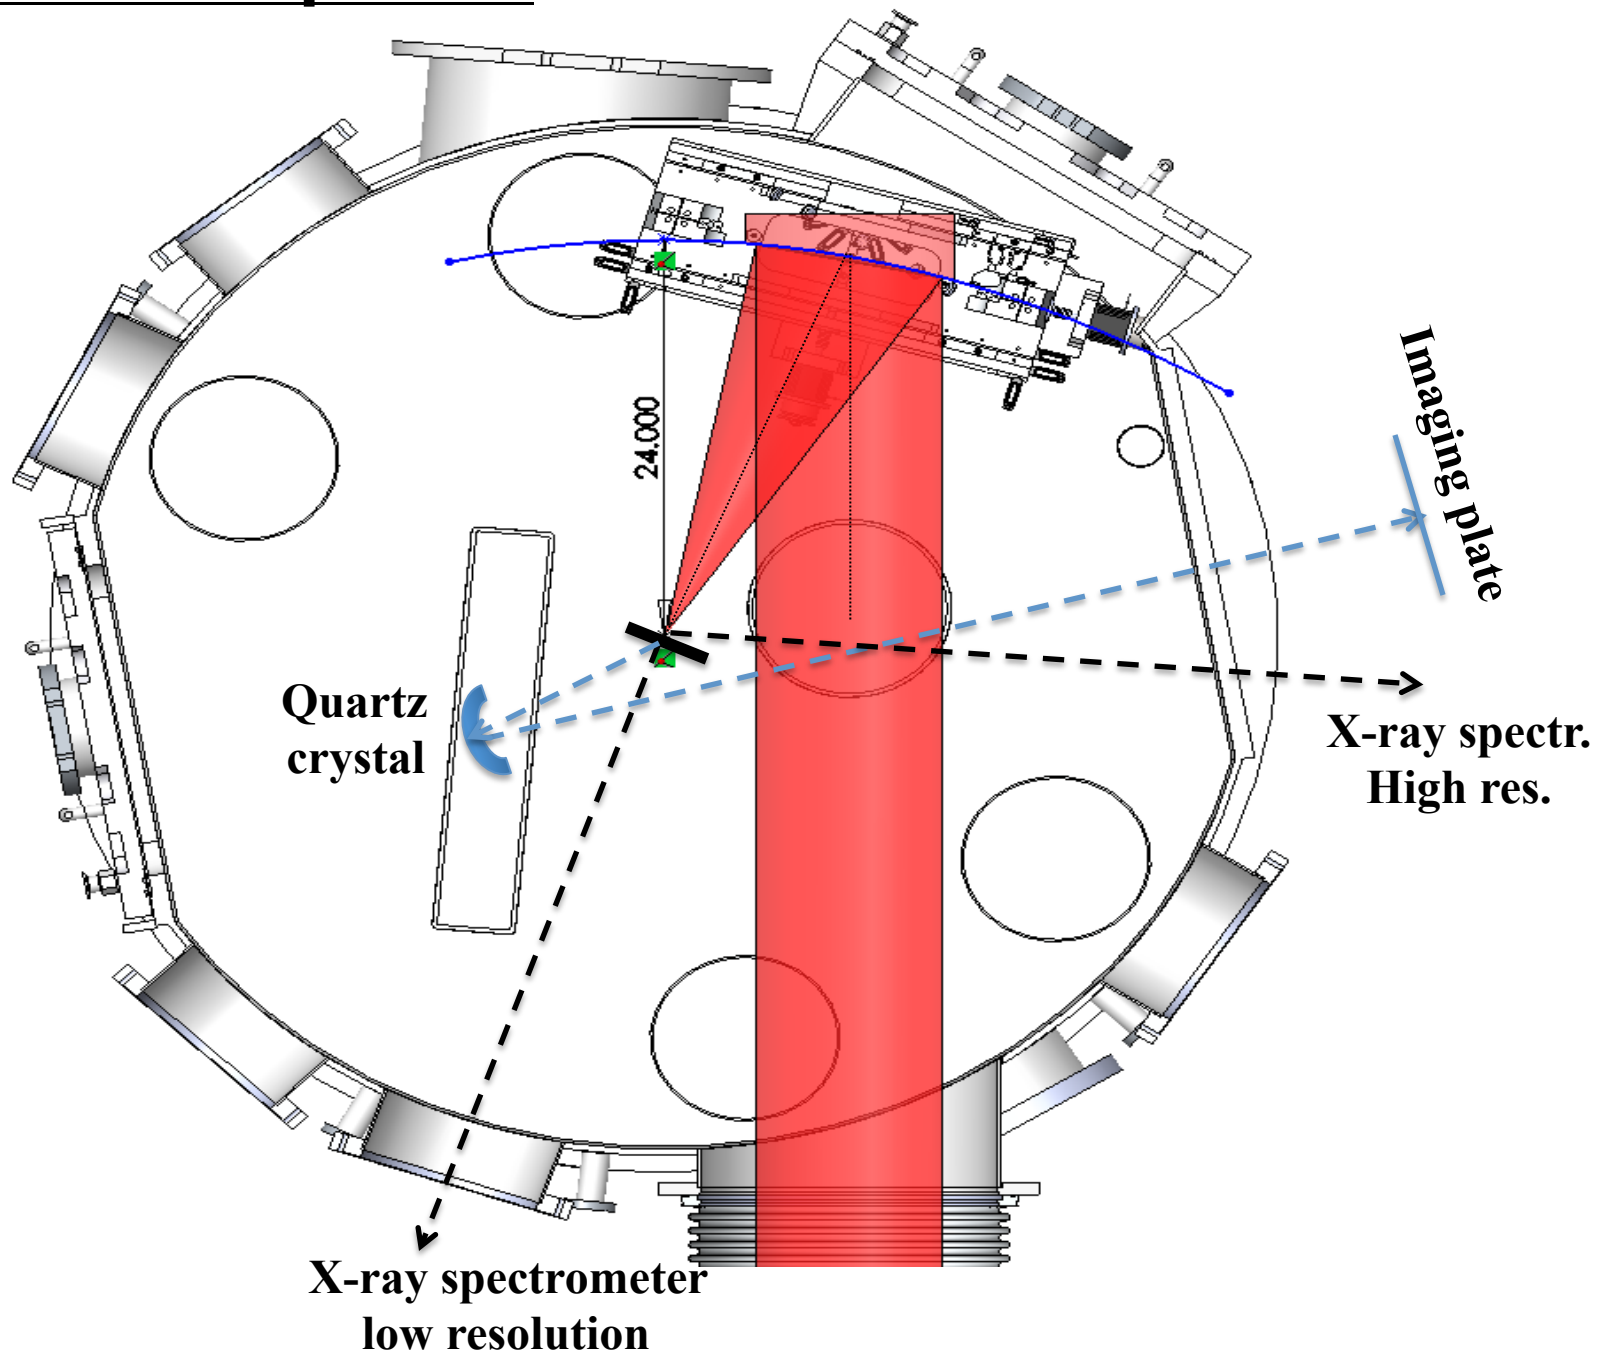 24.000
Imaging plate
Quartz
crystal
X-ray spectr.
High res.
X-ray spectrometer
low resolution